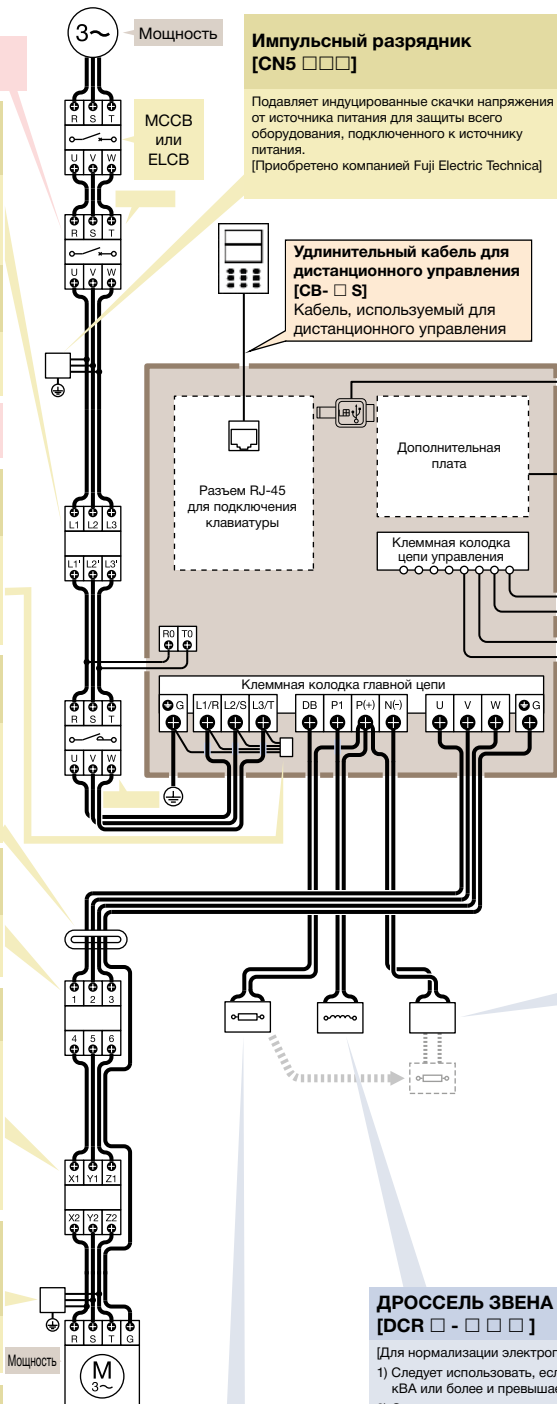 3~
Мощность
Импульсный разрядник
[CN5 □□□]
Подавляет индуцированные скачки напряжения
от источника питания для защиты всего
оборудования, подключенного к источнику
питания.
[Приобретено компанией Fuji Electric Technica]
R S T
MCCB
или
ELCB
U V W
R S T
U V W
Удлинительный кабель для
дистанционного управления
[CB- □ S]
Кабель, используемый для
дистанционного управления
Разъем RJ-45
для подключения
клавиатуры
Дополнительная
плата
Клеммная колодка
цепи управления
L1 L2 L3
L1' L2' L3'
R0 T0
Клеммная колодка главной цепи
G L1/R L2/S L3/T DB P1 P(+) N(-) U V W G
R S T
U V W
1 2 3
4 5 6
X1 Y1 Z1
X2 Y2 Z2
R S T G
Мощность
M
3~
ДРОССЕЛЬ ЗВЕНА
[DCR □ - □ □ □ ]
[Для нормализации
1) Следует использовать,
кВА или более и